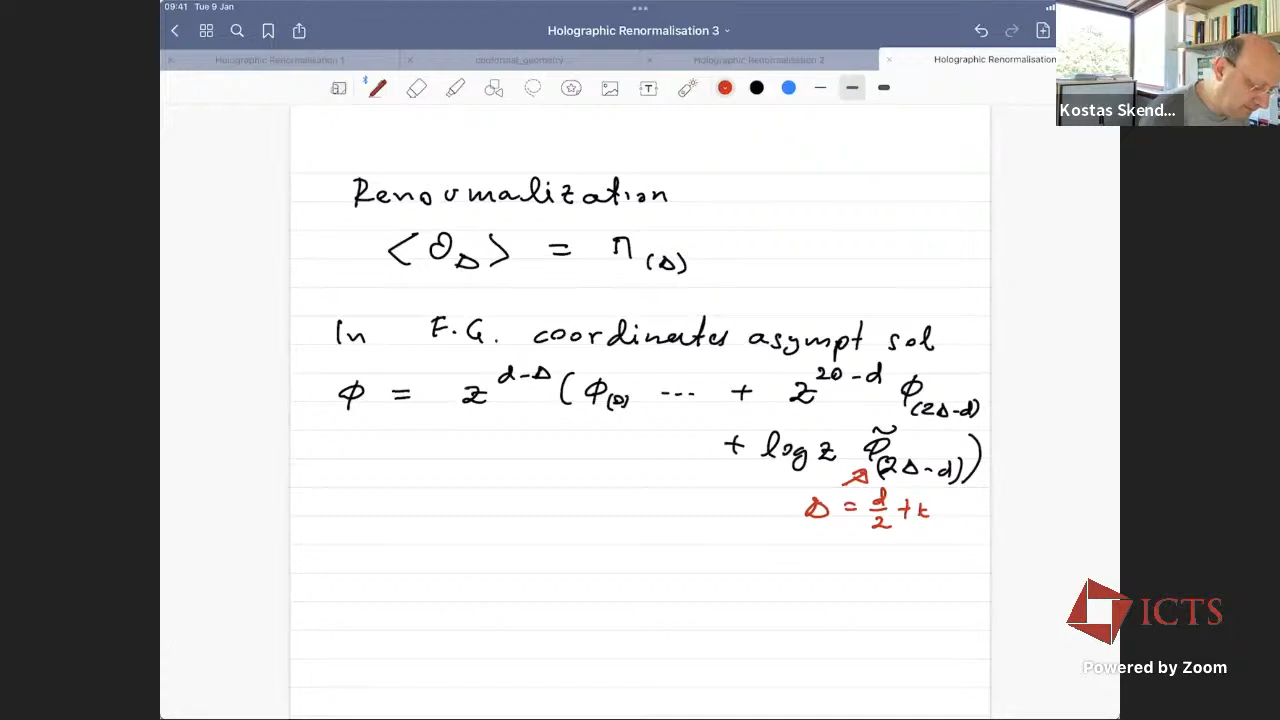 09:41 Tue 9 Jan
Holographic Renormalisation 3
Holographic Renormalisation 1
conformal_geometry
Holographic Renormalisation 2
Holographic Renormalisation
Kostas Skend...
Renormalization
<O_Δ> = π_(Δ)
In F.G. coordinates asympt sol
φ = z^{d-Δ} ( φ_(0) ... + z^{2Δ-d} φ_(2Δ-d)
+ log z φ̃_(2Δ-d) )
Δ = d/2 + k
ICTS
Powered by Zoom